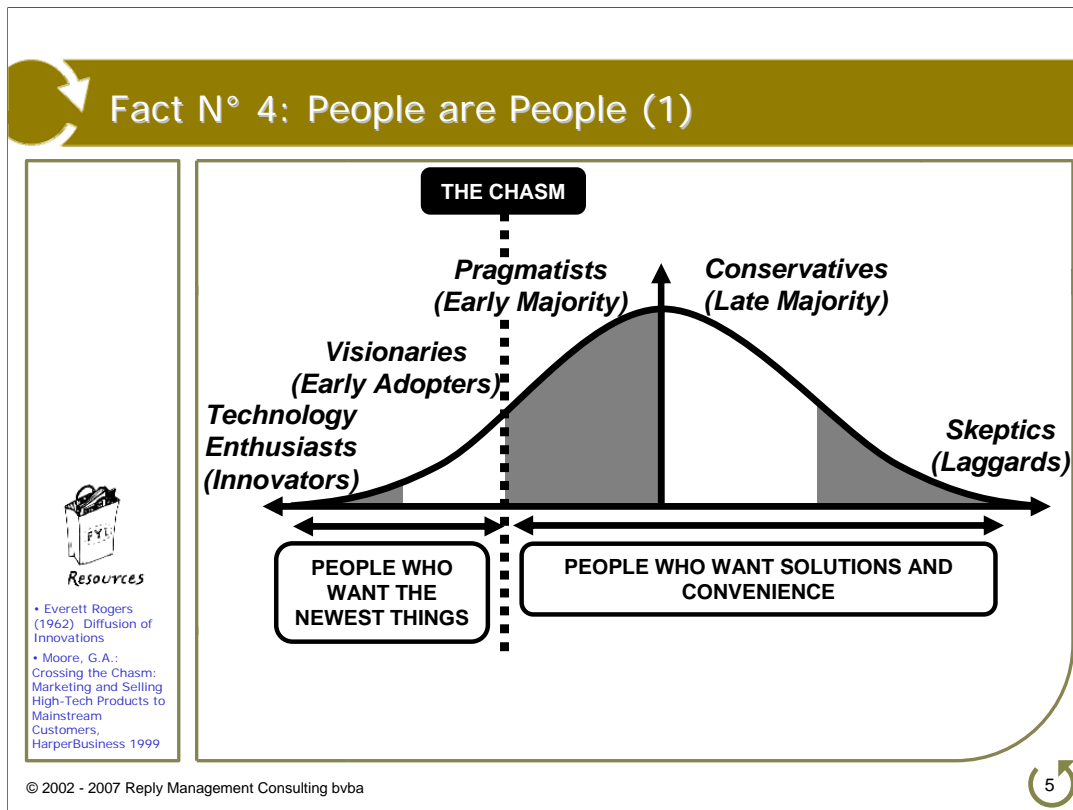 Fact N° 4: People are People (1)
THE CHASM
Pragmatists
(Early Majority)
Conservatives
(Late Majority)
Visionaries
(Early Adopters)
Technology
Enthusiasts
(Innovators)
Skeptics
(Laggards)
PEOPLE WHO
WANT THE
NEWEST THINGS
PEOPLE WHO WANT SOLUTIONS AND
CONVENIENCE
FYI
Resources
• Everett Rogers
(1962) Diffusion of
Innovations
• Moore, G.A.:
Crossing the Chasm:
Marketing and Selling
High-Tech Products to
Mainstream
Customers,
HarperBusiness 1999
© 2002 - 2007 Reply Management Consulting bvba
5